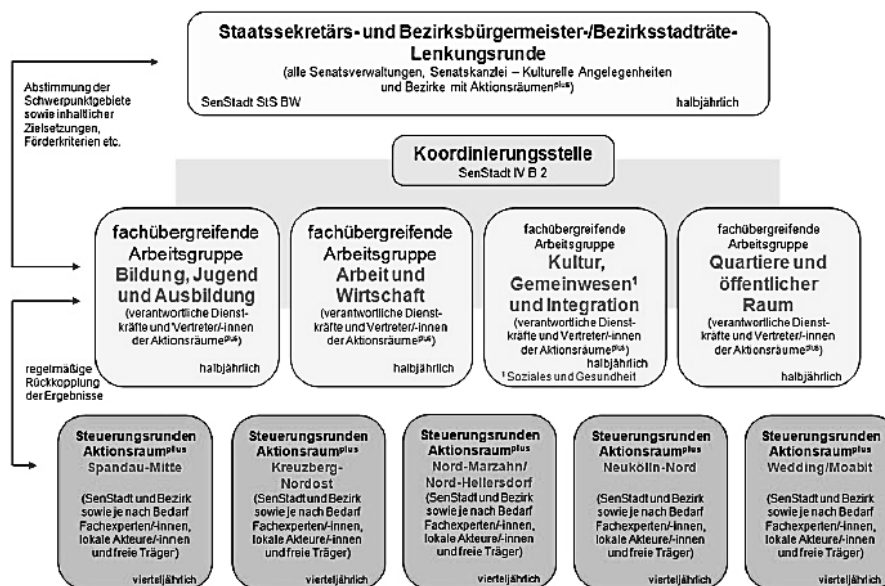 Staatssekretärs- und Bezirksbürgermeister-/Bezirksstadträte-
Lenkungsrunde
(alle Senatsverwaltungen, Senatskanzlei – Kulturelle Angelegenheiten
und Bezirke mit Aktionsräumenplus)
SenStadt StS BW
halbjährlich
Abstimmung der
Schwerpunktgebiete
sowie inhaltlicher
Zielsetzungen,
Förderkriterien etc.
Koordinierungsstelle
SenStadt IV B 2
fachübergreifende
Arbeitsgruppe
Bildung, Jugend
und Ausbildung
(verantwortliche Dienst-
kräfte und Vertreter/-innen
der Aktionsräumeplus)
halbjährlich
fachübergreifende
Arbeitsgruppe
Arbeit und
Wirtschaft
(verantwortliche Dienst-
kräfte und Vertreter/-innen
der Aktionsräumeplus)
halbjährlich
fachübergreifende
Arbeitsgruppe
Kultur,
Gemeinwesen¹
und Integration
(verantwortliche Dienst-
kräfte und Vertreter/-innen
der Aktionsräumeplus)
halbjährlich
¹ Soziales und Gesundheit
fachübergreifende
Arbeitsgruppe
Quartiere und
öffentlicher
Raum
(verantwortliche Dienst-
kräfte und Vertreter/-innen
der Aktionsräumeplus)
halbjährlich
regelmäßige
Rückkopplung
der Ergebnisse
Steuerungsrunden
Aktionsraumplus
Spandau-Mitte
(SenStadt und Bezirk
sowie je nach Bedarf
Fachexperten/-innen,
lokale Akteure/-innen
und freie Träger)
vierteljährlich
Steuerungsrunden
Aktionsraumplus
Kreuzberg-
Nordost
(SenStadt und Bezirk
sowie je nach Bedarf
Fachexperten/-innen,
lokale Akteure/-innen
und freie Träger)
vierteljährlich
Steuerungsrunden
Aktionsraumplus
Nord-Marzahn/
Nord-Hellersdorf
(SenStadt und Bezirk
sowie je nach Bedarf
Fachexperten/-innen,
lokale Akteure/-innen
und freie Träger)
vierteljährlich
Steuerungsrunden
Aktionsraumplus
Neukölln-Nord
(SenStadt und Bezirk
sowie je nach Bedarf
Fachexperten/-innen,
lokale Akteure/-innen
und freie Träger)
vierteljährlich
Steuerungsrunden
Aktionsraumplus
Wedding/Moabit
(SenStadt und Bezirk
sowie je nach Bedarf
Fachexperten/-innen,
lokale Akteure/-innen
und freie Träger)
vierteljährlich